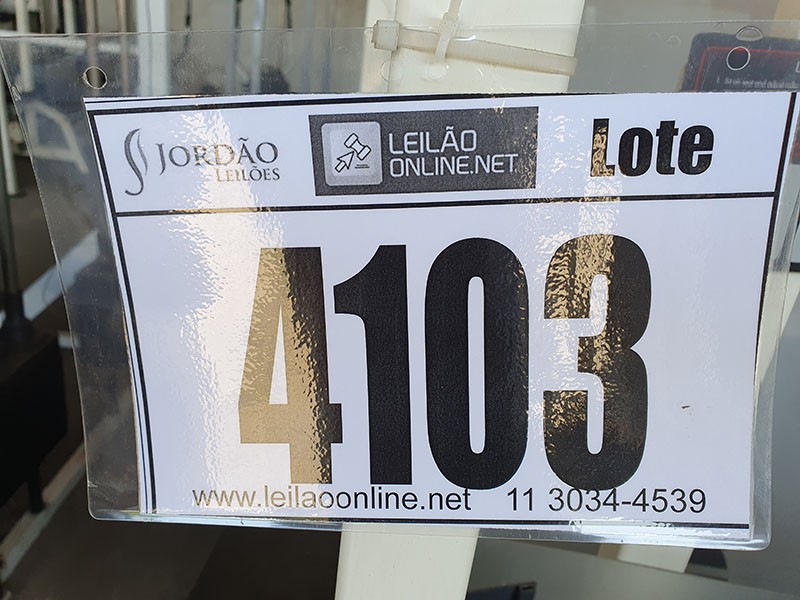 JORDÃO
LEILÕES
LEILÃO
ONLINE.NET
Lote
4103
www.leilaoonline.net 11 3034-4539